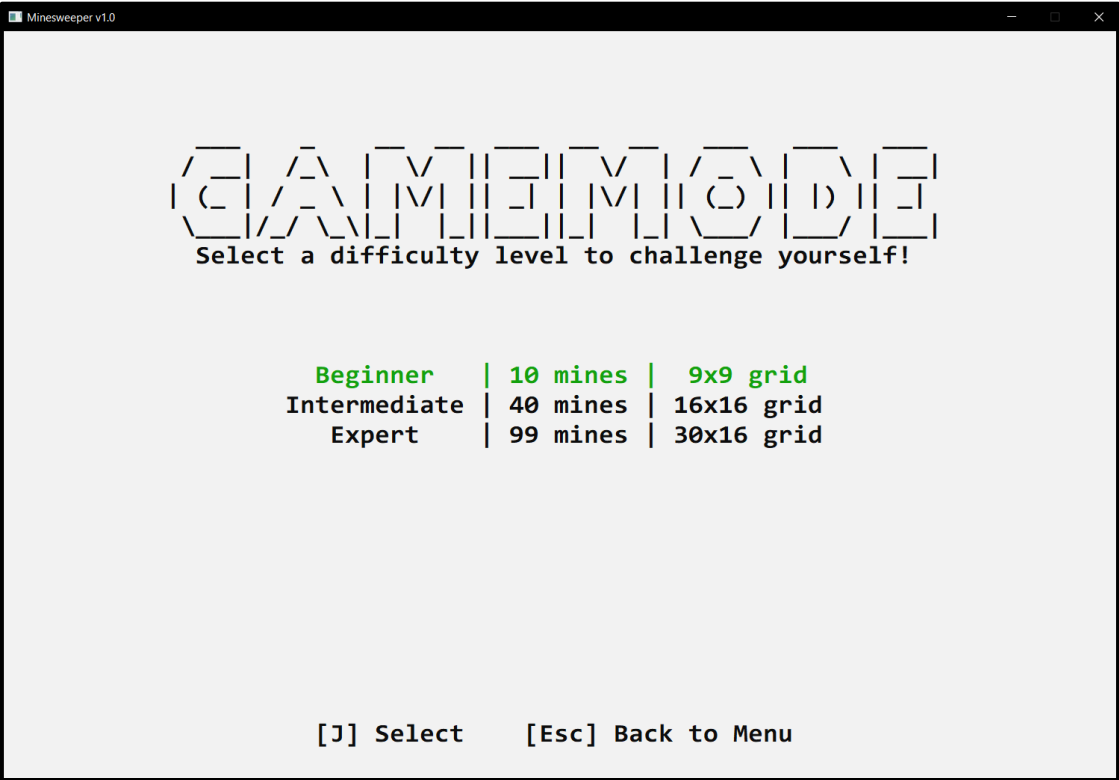 Minesweeper v1.0
GAMEMODE
Select a difficulty level to challenge yourself!
Beginner | 10 mines | 9x9 grid
Intermediate | 40 mines | 16x16 grid
Expert | 99 mines | 30x16 grid
[J] Select [Esc] Back to Menu